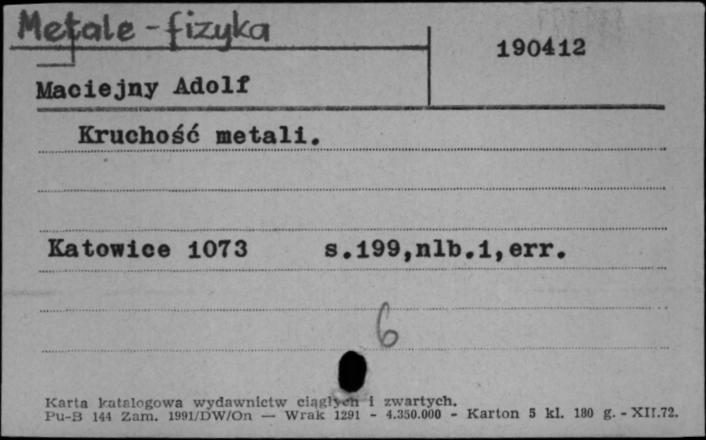 Metale - fizyka
190412
Maciejny Adolf
Kruchość metali.
Katowice 1073 s.199,nlb.1,err.
6
Karta katalogowa wydawnictw ciągłych i zwartych.
Pu-B 144 Zam. 1991/DW/On — Wrak 1291 - 4.350.000 - Karton 5 kl. 180 g. - XII.72.